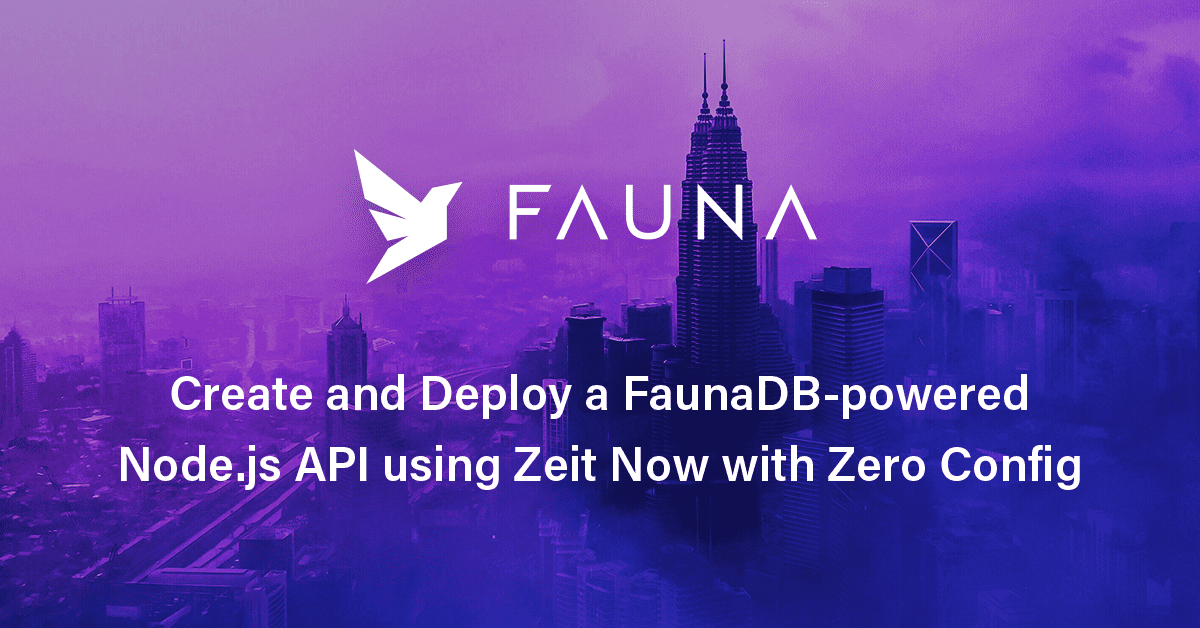 FAUNA
Create and Deploy a FaunaDB-powered
Node.js API using Zeit Now with Zero Config